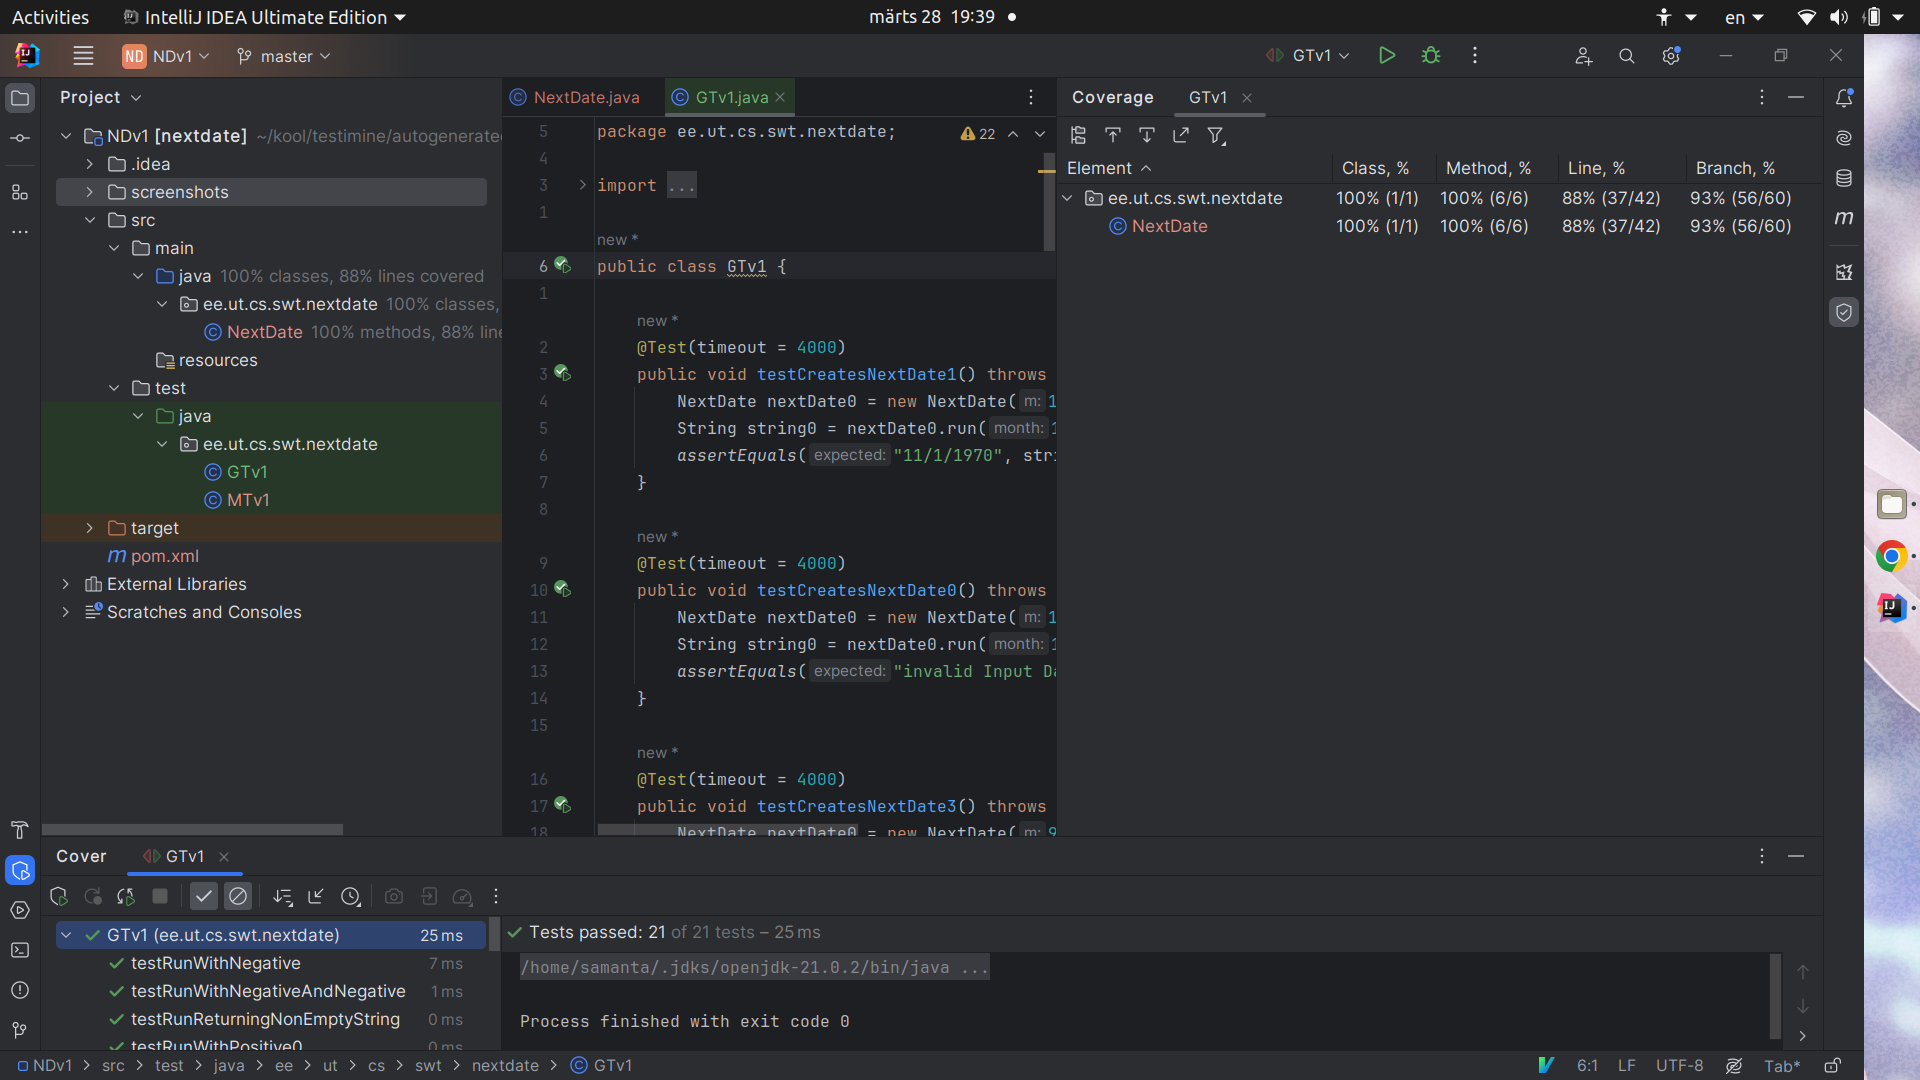 Activities
IntelliJ IDEA Ultimate Edition
märts 28 19:39
en
ND NDv1
master
GTv1
Project
NDv1 [nextdate] ~/kool/testimine/autogenerate
.idea
screenshots
src
main
java 100% classes, 88% lines covered
ee.ut.cs.swt.nextdate 100% classes,
NextDate 100% methods, 88% line
resources
test
java
ee.ut.cs.swt.nextdate
GTv1
MTv1
target
m pom.xml
External Libraries
Scratches and Consoles
NextDate.java
GTv1.java
22
5 package ee.ut.cs.swt.nextdate;
4
3 import ...
1
new *
6 public class GTv1 {
1
new *
2 @Test(timeout = 4000)
3 public void testCreatesNextDate1() throws
4 NextDate nextDate0 = new NextDate( m: 1
5 String string0 = nextDate0.run( month: 1
6 assertEquals( expected: "11/1/1970", stri
7 }
8
new *
9 @Test(timeout = 4000)
10 public void testCreatesNextDate0() throws
11 NextDate nextDate0 = new NextDate( m: 1
12 String string0 = nextDate0.run( month: 1
13 assertEquals( expected: "invalid Input Da
14 }
15
new *
16 @Test(timeout = 4000)
17 public void testCreatesNextDate3() throws
18 NextDate nextDate0 = new NextDate( m: 9
Coverage GTv1
Element Class, % Method, % Line, % Branch, %
ee.ut.cs.swt.nextdate 100% (1/1) 100% (6/6) 88% (37/42) 93% (56/60)
NextDate 100% (1/1) 100% (6/6) 88% (37/42) 93% (56/60)
m
Cover GTv1
GTv1 (ee.ut.cs.swt.nextdate) 25 ms
testRunWithNegative 7 ms
testRunWithNegativeAndNegative 1 ms
testRunReturningNonEmptyString 0 ms
testRunWithPositive0 0 ms
Tests passed: 21 of 21 tests – 25 ms
/home/samanta/.jdks/openjdk-21.0.2/bin/java ...
Process finished with exit code 0
NDv1 > src > test > java > ee > ut > cs > swt > nextdate > GTv1
6:1 LF UTF-8 Tab*